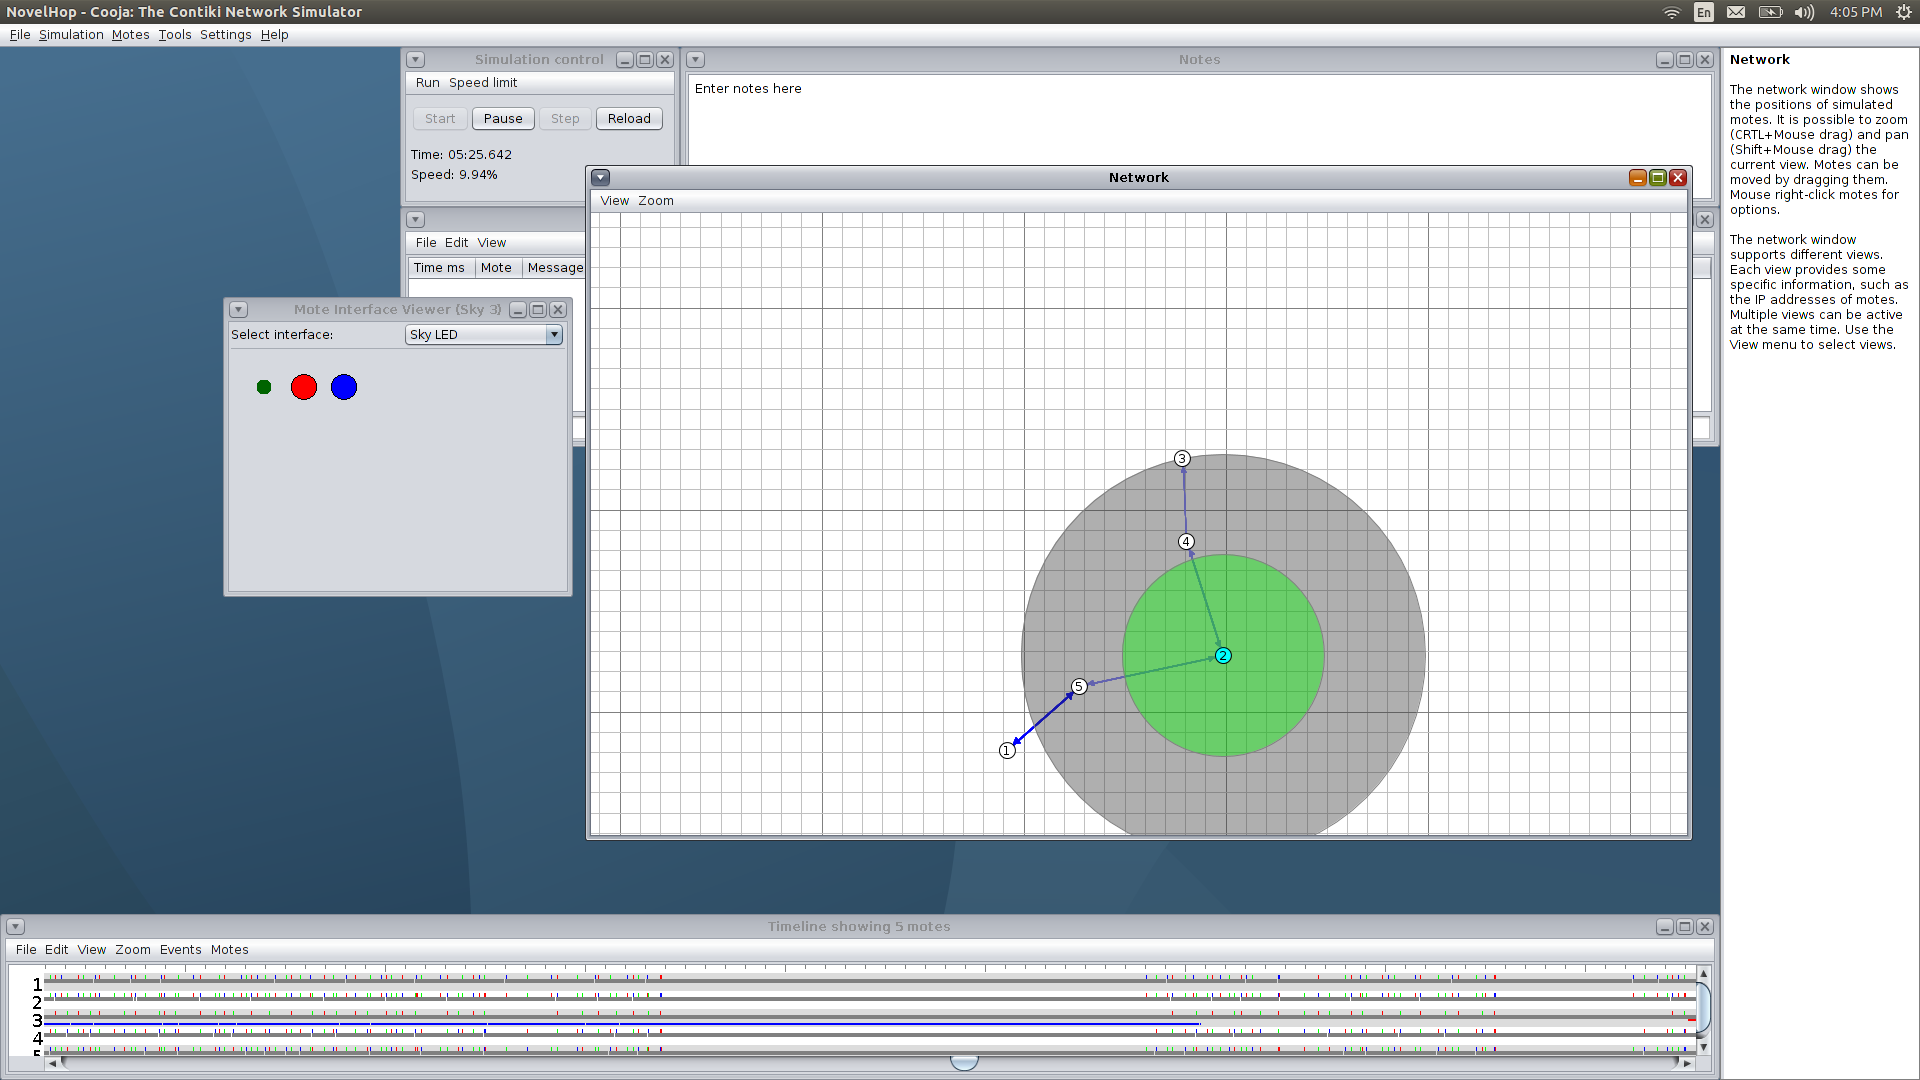 NovelHop - Cooja: The Contiki Network Simulator
En
4:05 PM
File Simulation Motes Tools Settings Help
Simulation control
Run Speed limit
Start Pause Step Reload
Time: 05:25.642
Speed: 9.94%
Notes
Enter notes here
File Edit View
Time ms Mote Message
Mote Interface Viewer (Sky 3)
Select interface: Sky LED
Network
View Zoom
3
4
2
5
1
Network
The network window shows
the positions of simulated
motes. It is possible to zoom
(CRTL+Mouse drag) and pan
(Shift+Mouse drag) the
current view. Motes can be
moved by dragging them.
Mouse right-click motes for
options.
The network window
supports different views.
Each view provides some
specific information, such as
the IP addresses of motes.
Multiple views can be active
at the same time. Use the
View menu to select views.
Timeline showing 5 motes
File Edit View Zoom Events Motes
1
2
3
4
5